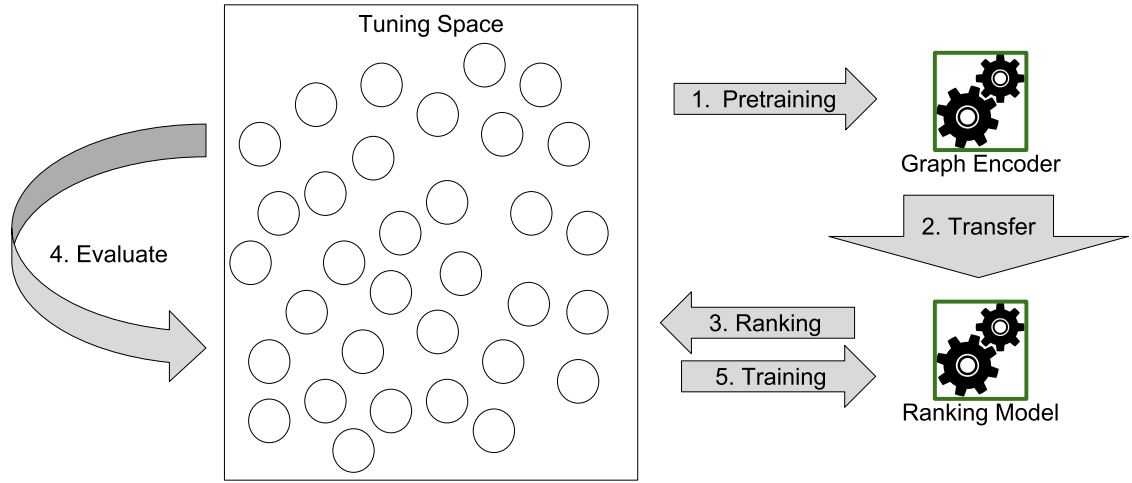 Tuning Space
1. Pretraining
Graph Encoder
2. Transfer
4. Evaluate
3. Ranking
5. Training
Ranking Model